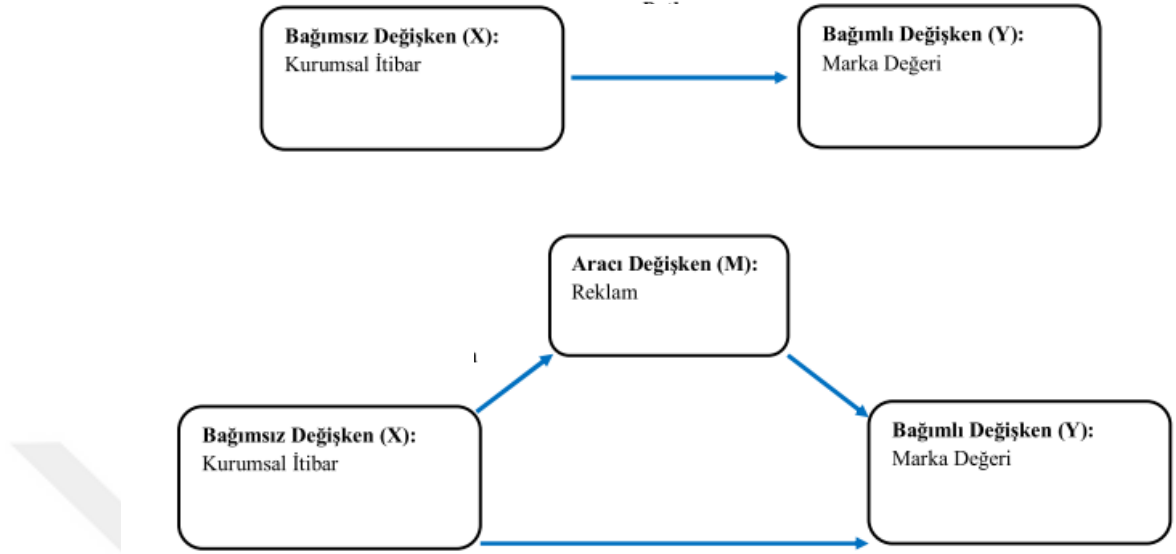 Bağımsız Değişken (X):
Kurumsal İtibar
Bağımlı Değişken (Y):
Marka Değeri
Aracı Değişken (M):
Reklam
Bağımsız Değişken (X):
Kurumsal İtibar
Bağımlı Değişken (Y):
Marka Değeri